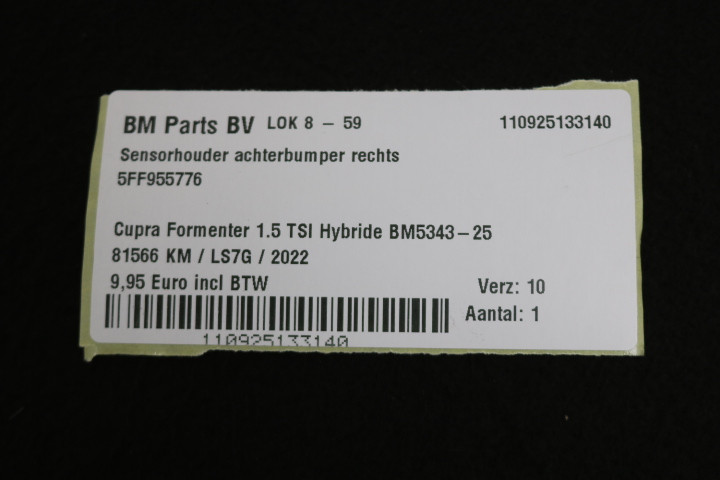 BM Parts BV LOK 8 - 59 110925133140
Sensorhouder achterbumper rechts
5FF955776
Cupra Formenter 1.5 TSI Hybride BM5343-25
81566 KM / LS7G / 2022
9,95 Euro incl BTW Verz: 10
Aantal: 1
110925133140